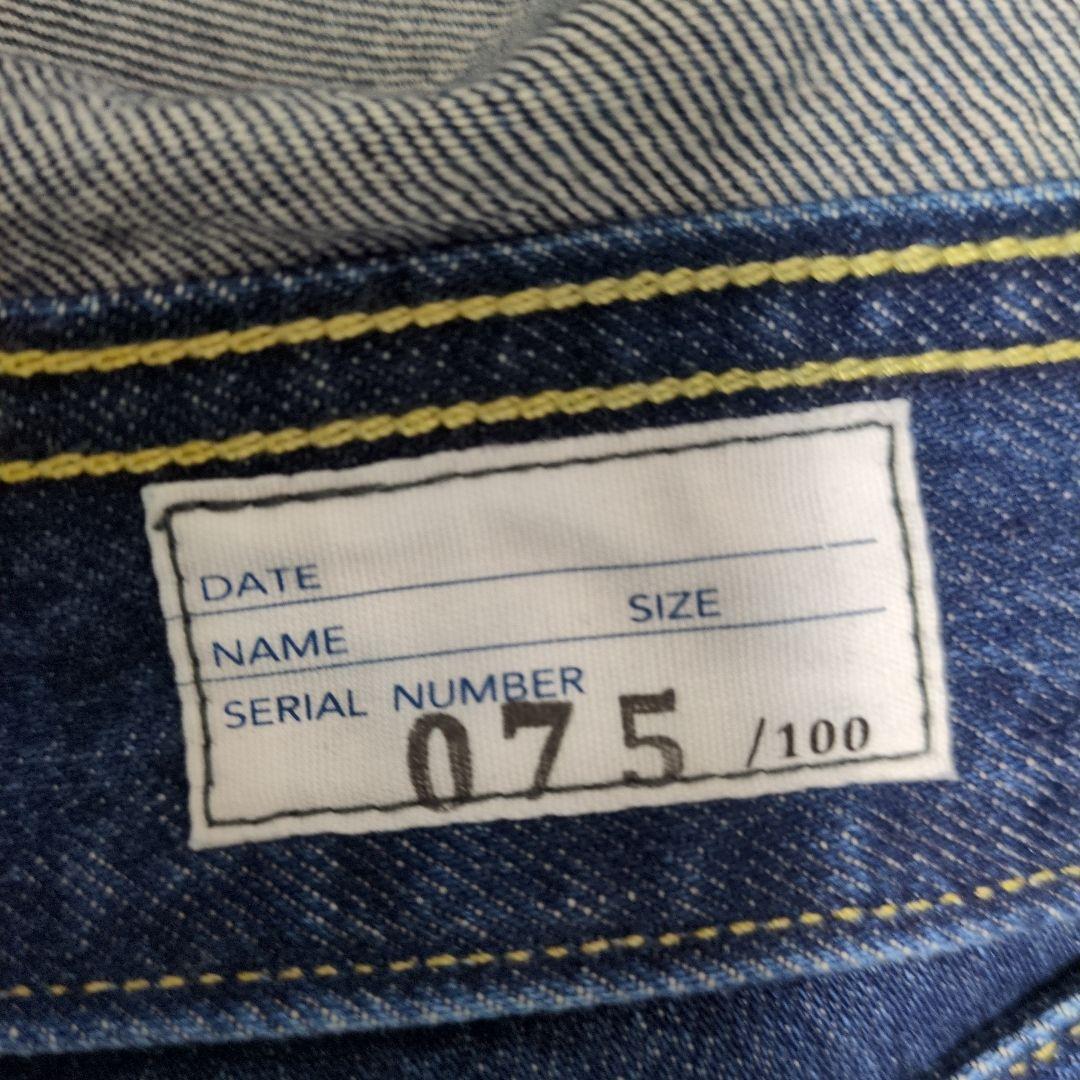 DATE
NAME SIZE
SERIAL NUMBER
075 /100